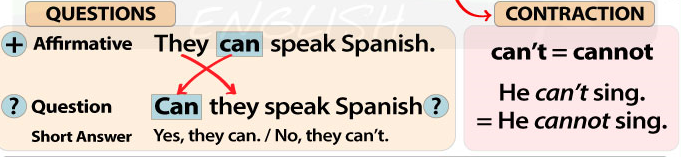 QUESTIONS
+ Affirmative They can speak Spanish.
? Question Can they speak Spanish?
Short Answer Yes, they can. / No, they can't.
CONTRACTION
can't = cannot
He can't sing.
= He cannot sing.
ENGLISH